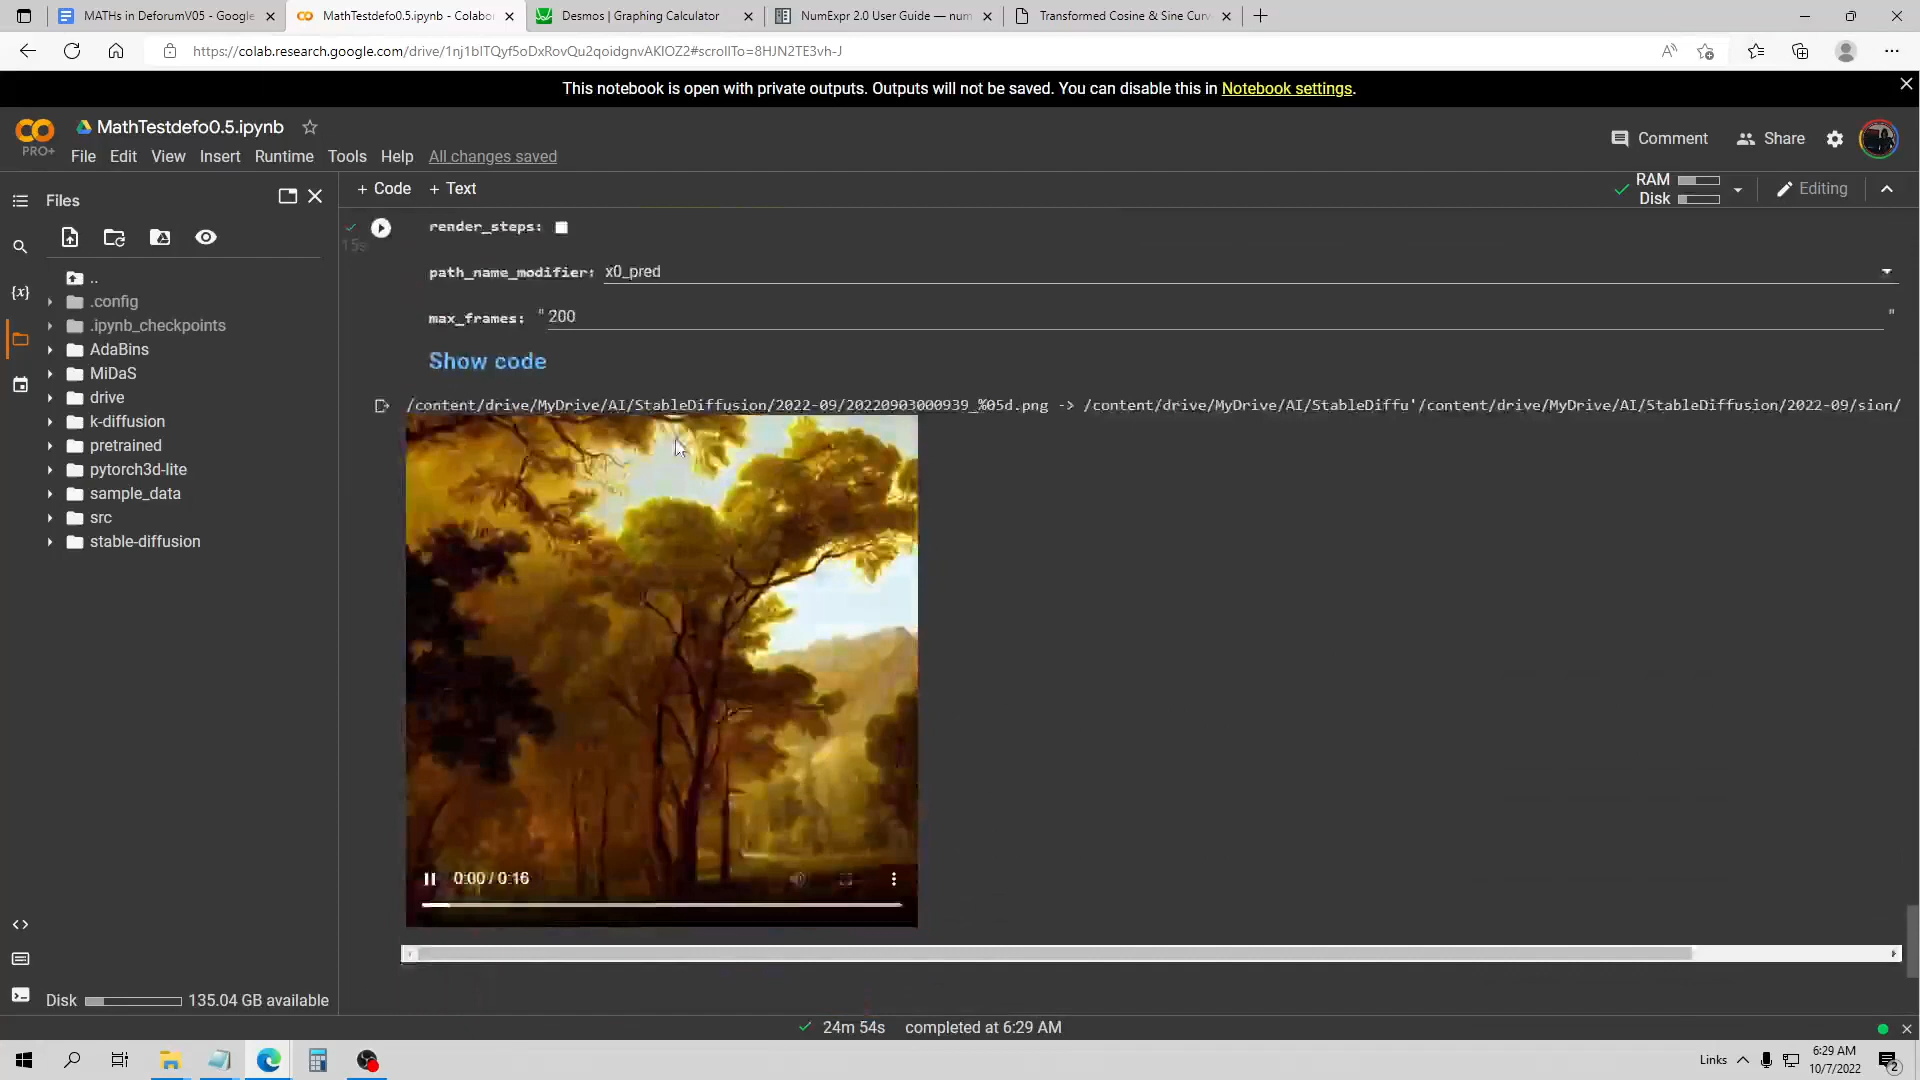 MATHs in DeforumV05 - Google
MathTestdefo0.5.ipynb - Colabo
Desmos | Graphing Calculator
NumExpr 2.0 User Guide — num
Transformed Cosine & Sine Curv
https://colab.research.google.com/drive/1nj1blTQyf5oDxRovQu2qoidgnvAKlOZ2#scrollTo=8HJN2TE3vh-J
This notebook is open with private outputs. Outputs will not be saved. You can disable this in Notebook settings.
MathTestdefo0.5.ipynb
PRO+
File Edit View Insert Runtime Tools Help All changes saved
Comment Share
Files
+ Code + Text
RAM
Disk
Editing
..
.config
.ipynb_checkpoints
AdaBins
MiDaS
drive
k-diffusion
pretrained
pytorch3d-lite
sample_data
src
stable-diffusion
Disk 135.04 GB available
15s
render_steps:
path_name_modifier: x0_pred
max_frames: "200"
Show code
/content/drive/MyDrive/AI/StableDiffusion/2022-09/20220903000939_%05d.png -> /content/drive/MyDrive/AI/StableDiffu'/content/drive/MyDrive/AI/StableDiffusion/2022-09/sion/
0:00 / 0:16
24m 54s completed at 6:29 AM
Links
6:29 AM
10/7/2022
2